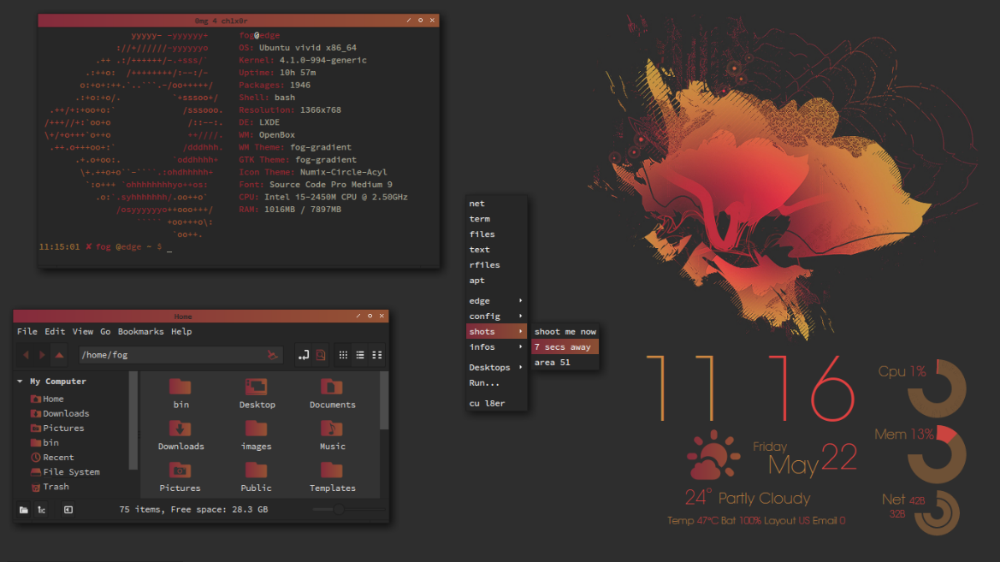 0mg 4 chlx0r
fog@edge
OS: Ubuntu vivid x86_64
Kernel: 4.1.0-994-generic
Uptime: 10h 57m
Packages: 1946
Shell: bash
Resolution: 1366x768
DE: LXDE
WM: OpenBox
WM Theme: fog-gradient
GTK Theme: fog-gradient
Icon Theme: Numix-Circle-Acyl
Font: Source Code Pro Medium 9
CPU: Intel i5-2450M CPU @ 2.50GHz
RAM: 1016MB / 7897MB
11:15:01 ✘ fog @edge ~ $ _
Home
File Edit View Go Bookmarks Help
/home/fog
My Computer
Home
Downloads
Pictures
bin
Recent
File System
Trash
bin Desktop Documents
Downloads images Music
Pictures Public Templates
75 items, Free space: 28.3 GB
net
term
files
text
rfiles
apt
edge
config
shots
infos
Desktops
Run...
cu l8er
shoot me now
7 secs away
area 51
11 16
Friday
May 22
24° Partly Cloudy
Temp 47°C Bat 100% Layout US Email 0
Cpu 1%
Mem 13%
Net 42B
32B